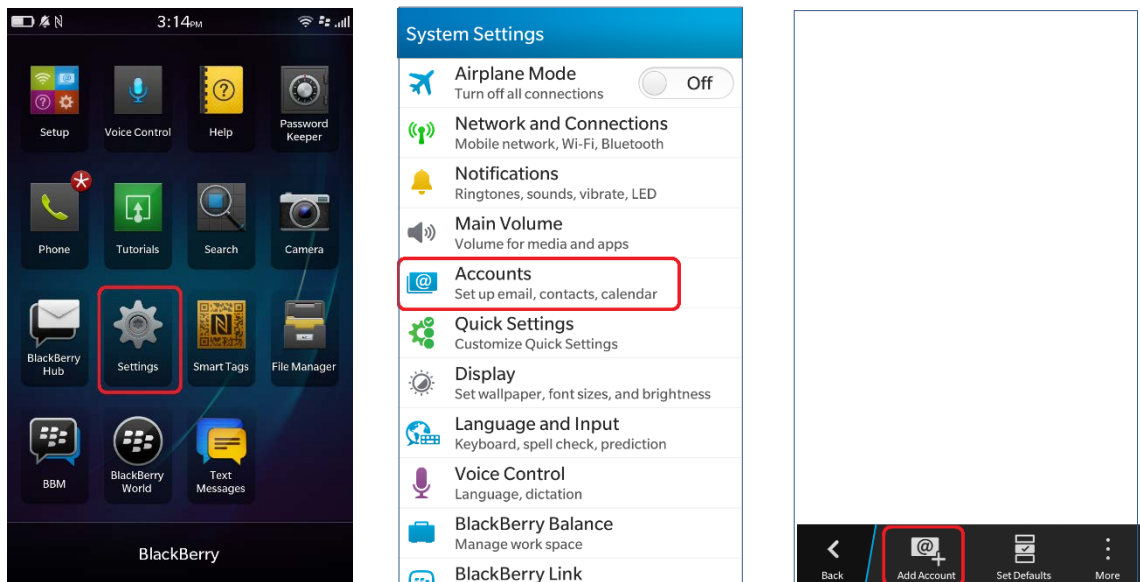 3:14PM
Setup
Voice Control
Help
Password
Keeper
Phone
Tutorials
Search
Camera
BlackBerry
Hub
Settings
Smart Tags
File Manager
BBM
BlackBerry
World
Text
Messages
BlackBerry
System Settings
Airplane Mode
Turn off all connections
Off
Network and Connections
Mobile network, Wi-Fi, Bluetooth
Notifications
Ringtones, sounds, vibrate, LED
Main Volume
Volume for media and apps
Accounts
Set up email, contacts, calendar
Quick Settings
Customize Quick Settings
Display
Set wallpaper, font sizes, and brightness
Language and Input
Keyboard, spell check, prediction
Voice Control
Language, dictation
BlackBerry Balance
Manage work space
BlackBerry Link
Back
Add Account
Set Defaults
More